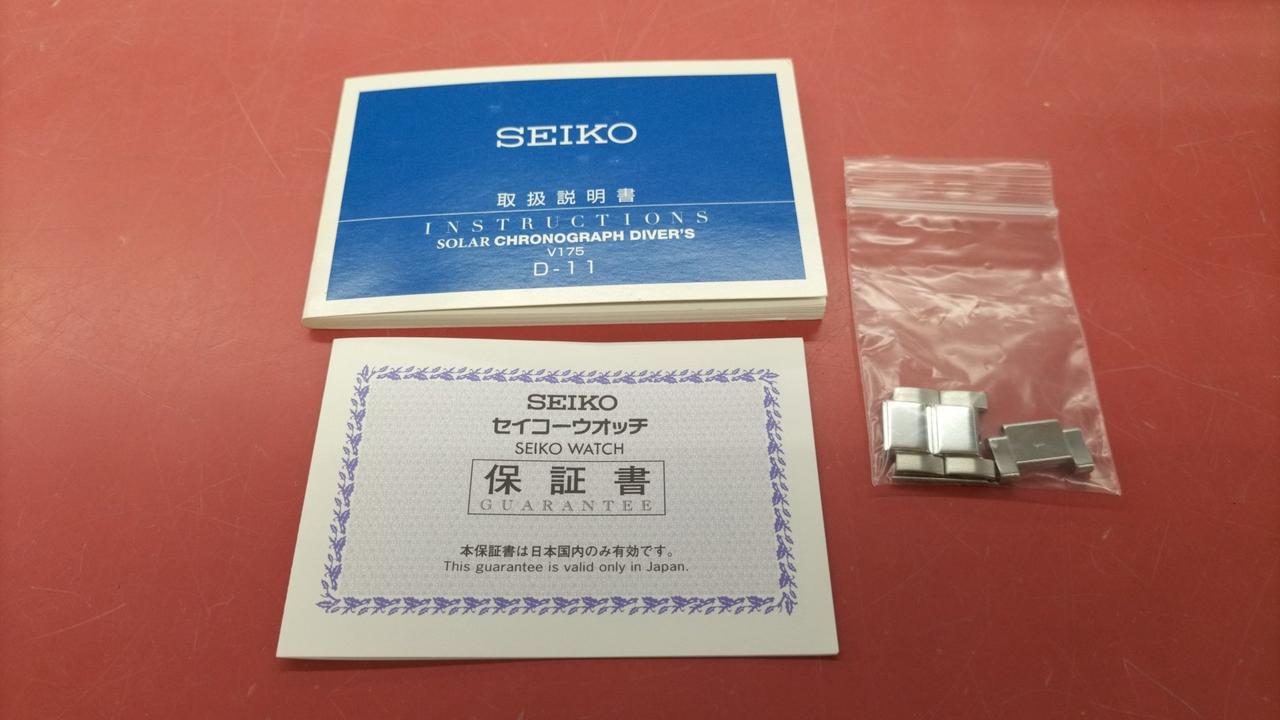 SEIKO
取扱説明書
INSTRUCTIONS
SOLAR CHRONOGRAPH DIVER'S
V175
D-11
SEIKO
セイコーウオッチ
SEIKO WATCH
保証書
GUARANTEE
本保証書は日本国内のみ有効です。
This guarantee is valid only in Japan.